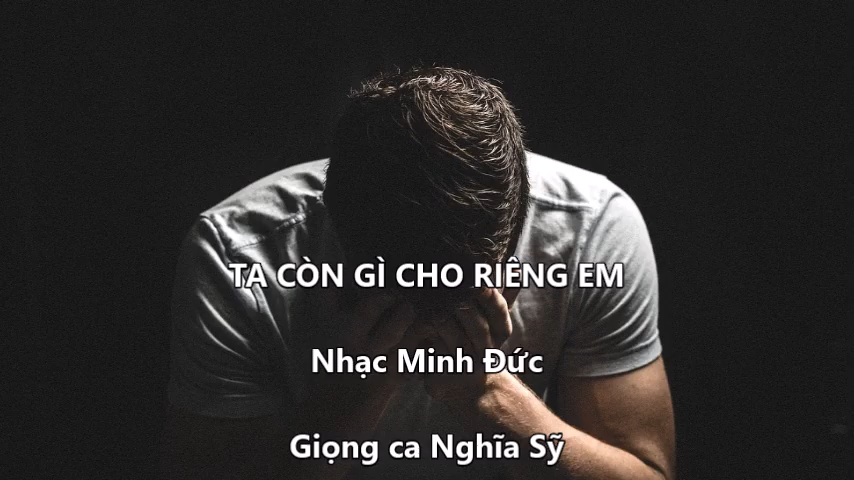 TA CÒN GÌ CHO RIÊNG EM
Nhạc Minh Đức
Giọng ca Nghĩa Sỹ